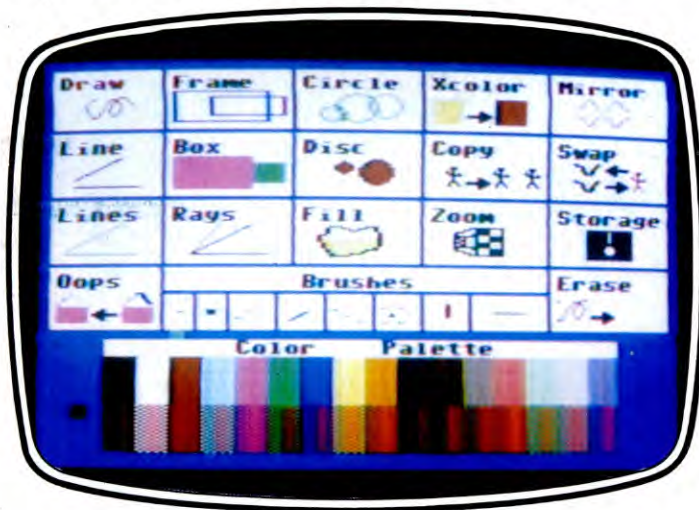 Draw Frame Circle Xcolor Mirror
Line Box Disc Copy Swap
Lines Rays Fill Zoom Storage
Oops Brushes Erase
Color Palette